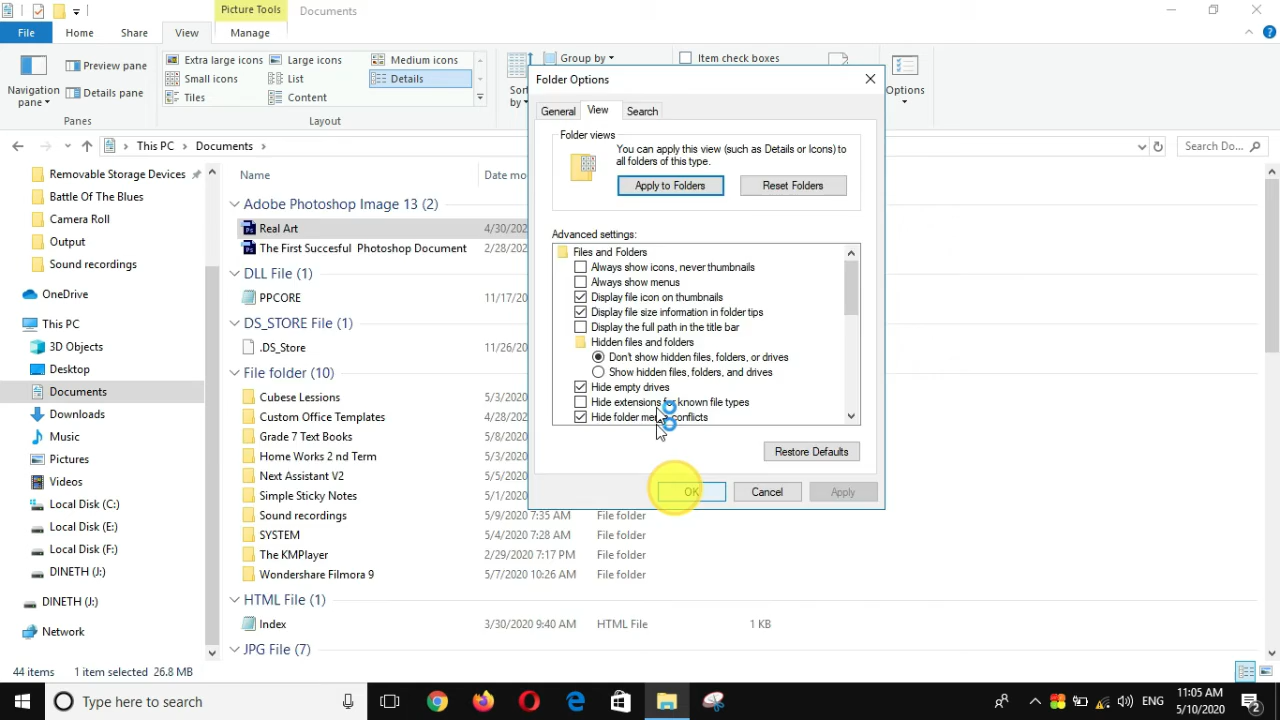 Picture Tools
Documents
File
Home
Share
View
Manage
Navigation
pane
Preview pane
Details pane
Panes
Extra large icons
Large icons
Medium icons
Small icons
List
Details
Tiles
Content
Layout
Sort
by
Group by
Item check boxes
Options
This PC
Documents
Search Do...
Removable Storage Devices
Battle Of The Blues
Camera Roll
Output
Sound recordings
OneDrive
This PC
3D Objects
Desktop
Documents
Downloads
Music
Pictures
Videos
Local Disk (C:)
Local Disk (E:)
Local Disk (F:)
DINETH (J:)
DINETH (J:)
Network
Name
Date mo
Adobe Photoshop Image 13 (2)
Real Art 4/30/202
The First Succesful Photoshop Document 2/28/202
DLL File (1)
PPCORE 11/17/20
DS_STORE File (1)
.DS_Store 11/26/20
File folder (10)
Cubese Lessions 5/3/2020
Custom Office Templates 4/28/202
Grade 7 Text Books 5/8/2020
Home Works 2 nd Term 5/3/2020
Next Assistant V2 5/5/2020
Simple Sticky Notes 5/1/2020
Sound recordings 5/9/2020 7:35 AM File folder
SYSTEM 5/4/2020 7:28 AM File folder
The KMPlayer 2/29/2020 7:17 PM File folder
Wondershare Filmora 9 5/7/2020 10:26 AM File folder
HTML File (1)
Index 3/30/2020 9:40 AM HTML File 1 KB
JPG File (7)
Folder Options
General
View
Search
Folder views
You can apply this view (such as Details or Icons) to
all folders of this type.
Apply to Folders
Reset Folders
Advanced settings:
Files and Folders
Always show icons, never thumbnails
Always show menus
Display file icon on thumbnails
Display file size information in folder tips
Display the full path in the title bar
Hidden files and folders
Don't show hidden files, folders, or drives
Show hidden files, folders, and drives
Hide empty drives
Hide extensions for known file types
Hide folder merge conflicts
Restore Defaults
OK
Cancel
Apply
44 items
1 item selected 26.8 MB
Type here to search
ENG
11:05 AM
5/10/2020
2